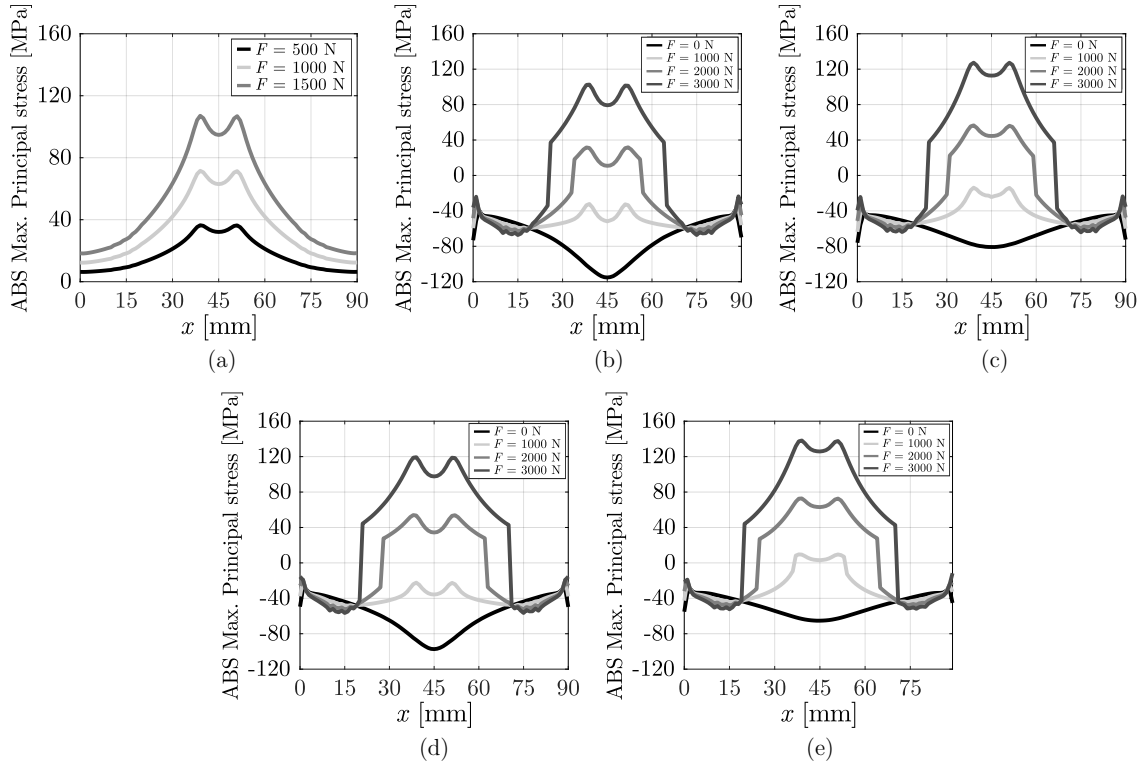 ABS Max. Principal stress [MPa]
160
120
80
40
0
F = 500 N
F = 1000 N
F = 1500 N
0 15 30 45 60 75 90
x [mm]
(a)
ABS Max. Principal stress [MPa]
160
120
80
40
0
-40
-80
-120
F = 0 N
F = 1000 N
F = 2000 N
F = 3000 N
0 15 30 45 60 75 90
x [mm]
(b)
ABS Max. Principal stress [MPa]
160
120
80
40
0
-40
-80
-120
F = 0 N
F = 1000 N
F = 2000 N
F = 3000 N
0 15 30 45 60 75 90
x [mm]
(c)
ABS Max. Principal stress [MPa]
160
120
80
40
0
-40
-80
-120
F = 0 N
F = 1000 N
F = 2000 N
F = 3000 N
0 15 30 45 60 75 90
x [mm]
(d)
ABS Max. Principal stress [MPa]
160
120
80
40
0
-40
-80
-120
F = 0 N
F = 1000 N
F = 2000 N
F = 3000 N
0 15 30 45 60 75
x [mm]
(e)